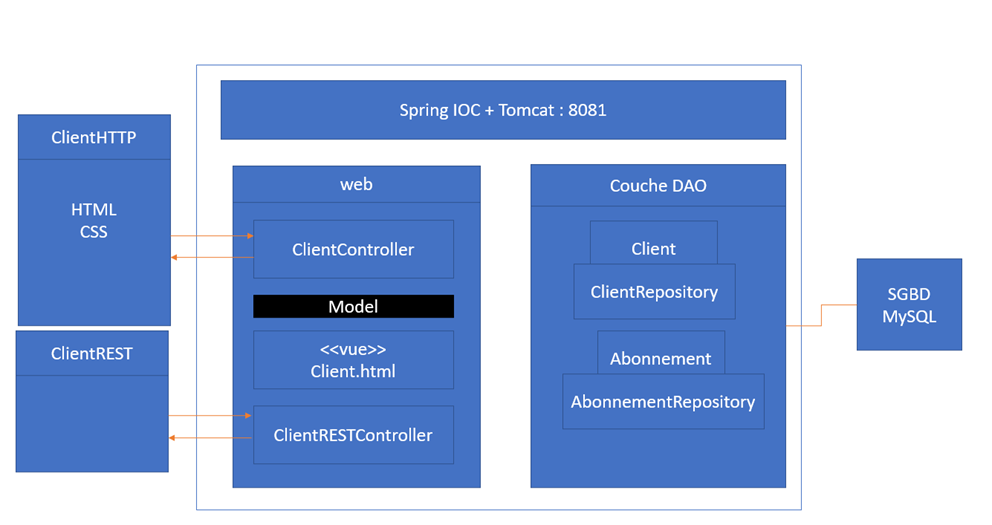 Spring IOC + Tomcat : 8081
ClientHTTP
HTML
CSS
ClientREST
web
ClientController
Model
<<vue>>
Client.html
ClientRESTController
Couche DAO
Client
ClientRepository
Abonnement
AbonnementRepository
SGBD
MySQL